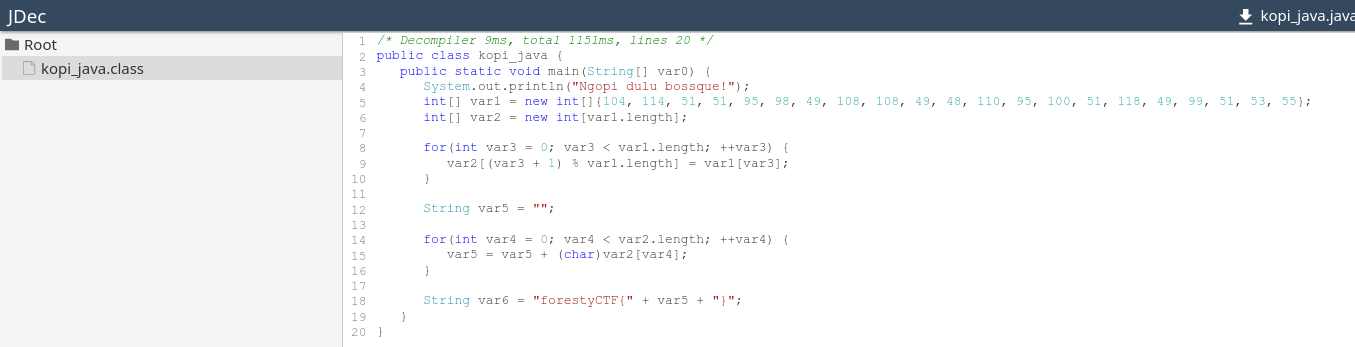 JDec
kopi_java.java
Root
kopi_java.class
1 /* Decompiler 9ms, total 1151ms, lines 20 */
2 public class kopi_java {
3 public static void main(String[] var0) {
4 System.out.println("Ngopi dulu bossque!");
5 int[] var1 = new int[]{104, 114, 51, 51, 95, 98, 49, 108, 108, 49, 48, 110, 95, 100, 51, 118, 49, 99, 51, 53, 55};
6 int[] var2 = new int[var1.length];
7
8 for(int var3 = 0; var3 < var1.length; ++var3) {
9 var2[(var3 + 1) % var1.length] = var1[var3];
10 }
11
12 String var5 = "";
13
14 for(int var4 = 0; var4 < var2.length; ++var4) {
15 var5 = var5 + (char)var2[var4];
16 }
17
18 String var6 = "forestyCTF{" + var5 + "}";
19 }
20 }